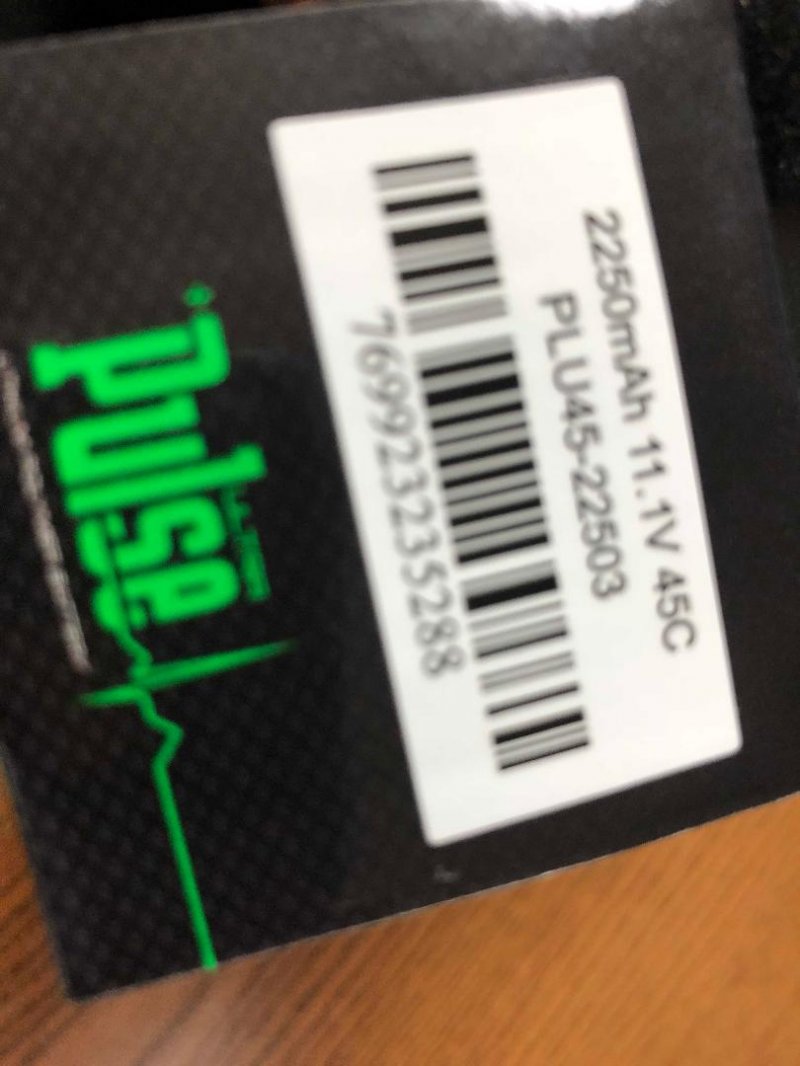 2250mAh 11.1V 45C
PLU45-22503
769923235288
pulse